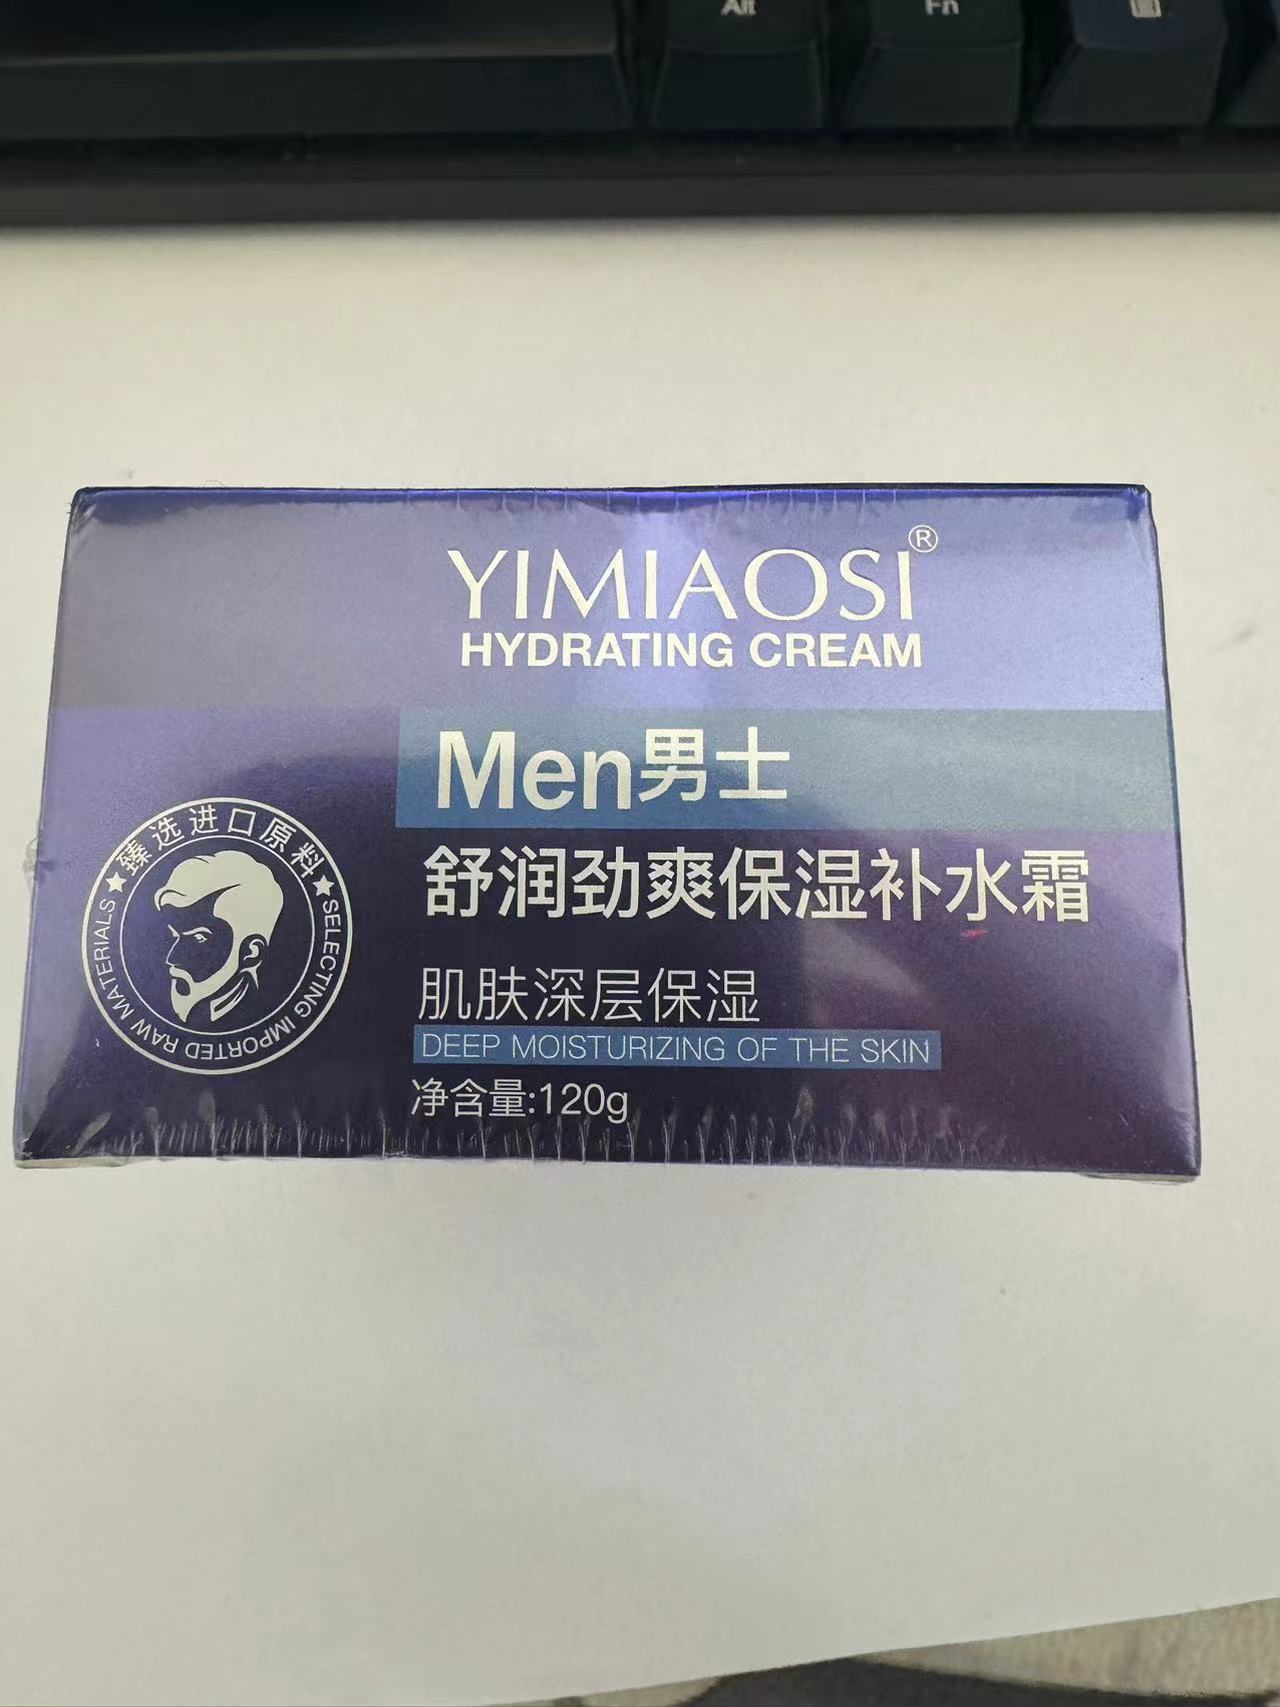 Alt
Fn
YIMIAOSI®
HYDRATING CREAM
Men男士
舒润劲爽保湿补水霜
肌肤深层保湿
DEEP MOISTURIZING OF THE SKIN
净含量:120g
★臻选进口原料★
SELECTING IMPORTED RAW MATERIALS